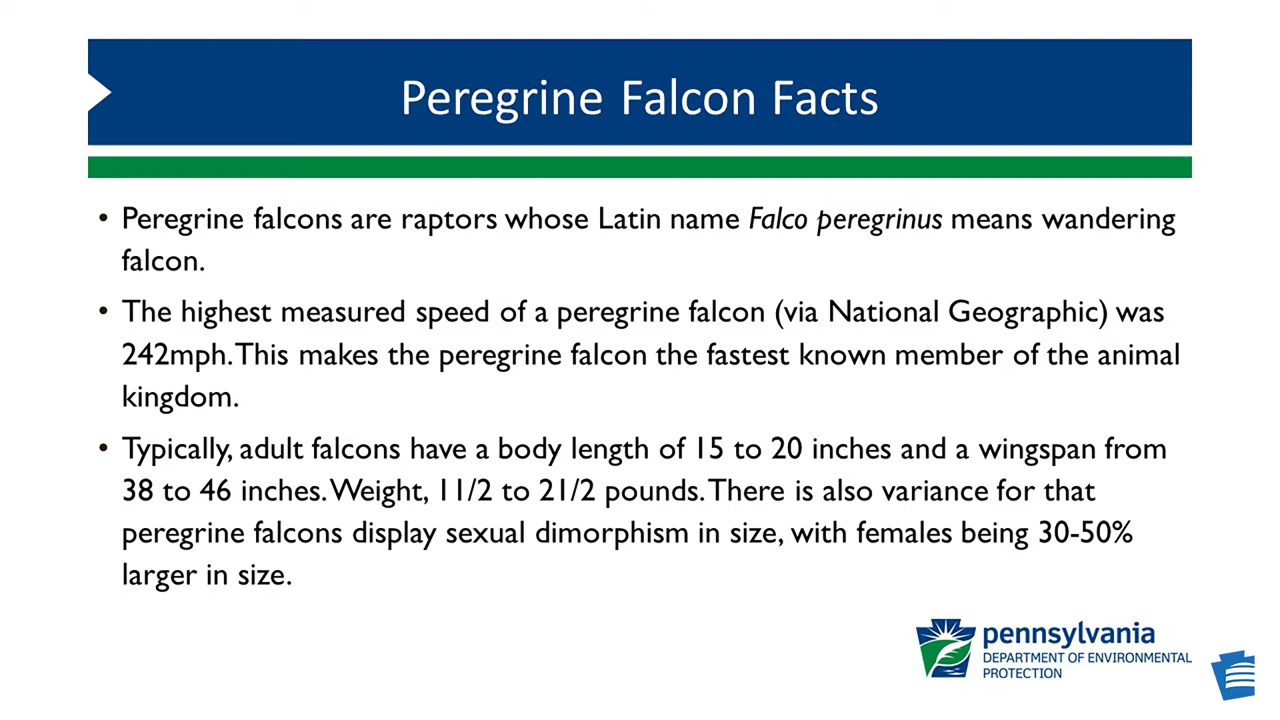 Peregrine Falcon Facts
• Peregrine falcons are raptors whose Latin name Falco peregrinus means wandering
falcon.
• The highest measured speed of a peregrine falcon (via National Geographic) was
242mph. This makes the peregrine falcon the fastest known member of the animal
kingdom.
• Typically, adult falcons have a body length of 15 to 20 inches and a wingspan from
38 to 46 inches. Weight, 11/2 to 21/2 pounds. There is also variance for that
peregrine falcons display sexual dimorphism in size, with females being 30-50%
larger in size.
pennsylvania
DEPARTMENT OF ENVIRONMENTAL
PROTECTION